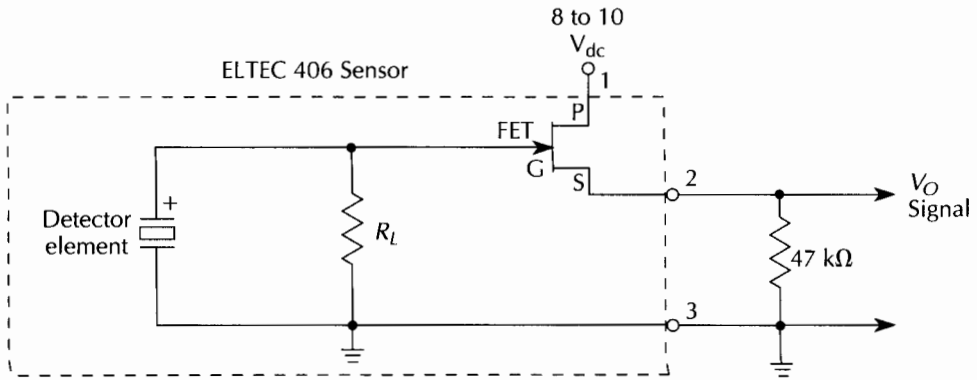 8 to 10
Vdc
ELTEC 406 Sensor
1
P
FET
G
S
2
VO
Signal
+
Detector
element
RL
47 kΩ
3